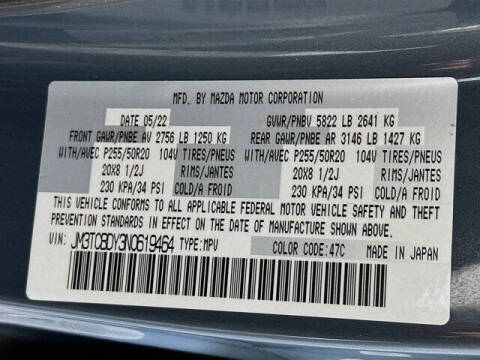 MFD. BY MAZDA MOTOR CORPORATION
DATE 05/22 GVWR/PNBV 5822 LB 2641 KG
FRONT GAWR/PNBE AV 2756 LB 1250 KG REAR GAWR/PNBE AR 3146 LB 1427 KG
WITH/AVEC P255/50R20 104V TIRES/PNEUS WITH/AVEC P255/50R20 104V TIRES/PNEUS
20X8 1/2J RIMS/JANTES 20X8 1/2J RIMS/JANTES
230 KPA/34 PSI COLD/A FROID 230 KPA/34 PSI COLD/A FROID
THIS VEHICLE CONFORMS TO ALL APPLICABLE FEDERAL MOTOR VEHICLE SAFETY AND THEFT
PREVENTION STANDARDS IN EFFECT ON THE DATE OF MANUFACTURE SHOWN ABOVE.
VIN: JM3TCBDY3N0619464 TYPE: MPV COLOR CODE: 47C MADE IN JAPAN